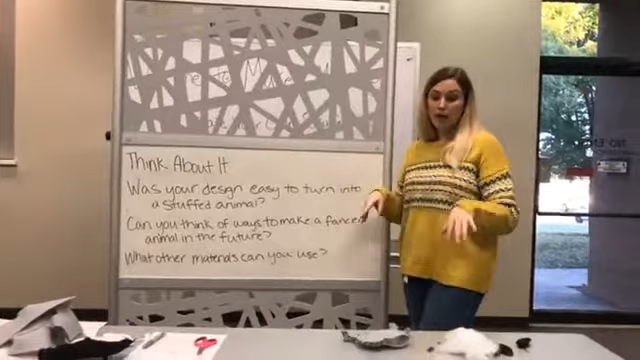 Think About It
Was your design easy to turn into
a stuffed animal?
Can you think of ways to make a fancier
animal in the future?
What other materials can you use?